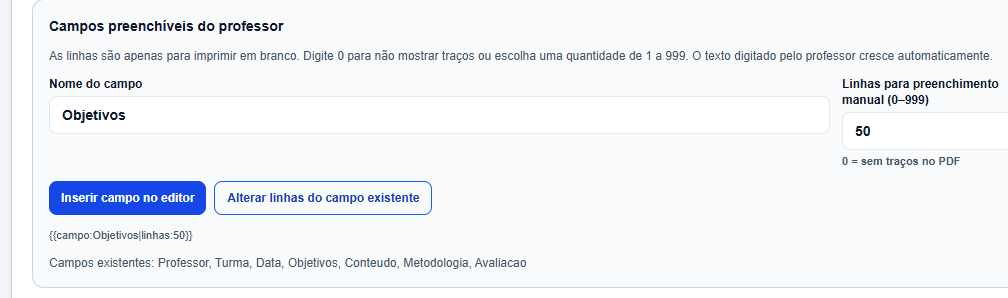 Campos preenchíveis do professor
As linhas são apenas para imprimir em branco. Digite 0 para não mostrar traços ou escolha uma quantidade de 1 a 999. O texto digitado pelo professor cresce automaticamente.
Nome do campo
Objetivos
Linhas para preenchimento
manual (0–999)
50
0 = sem traços no PDF
Inserir campo no editor
Alterar linhas do campo existente
{{campo:Objetivos|linhas:50}}
Campos existentes: Professor, Turma, Data, Objetivos, Conteudo, Metodologia, Avaliacao